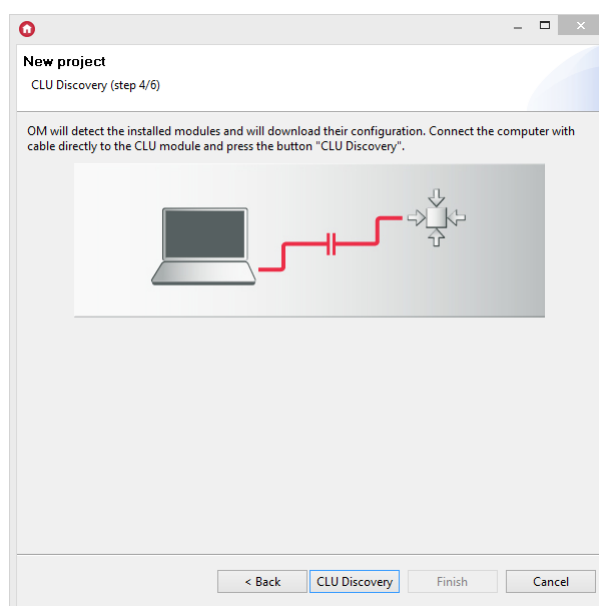 New project
CLU Discovery (step 4/6)
OM will detect the installed modules and will download their configuration. Connect the computer with
cable directly to the CLU module and press the button "CLU Discovery".
< Back
CLU Discovery
Finish
Cancel